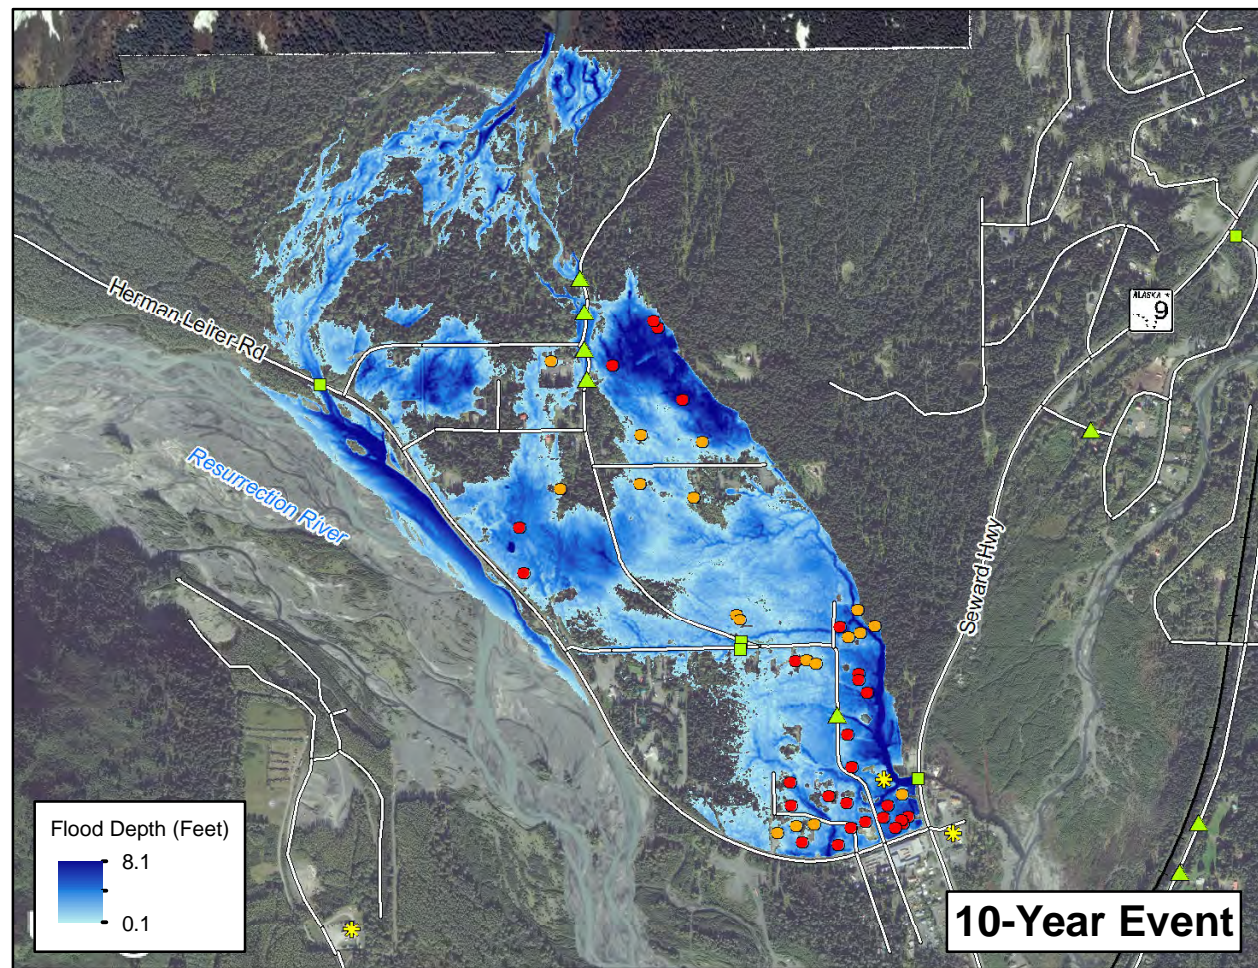 ALASKA
9
Herman Leirer Rd
Resurrection River
Seward Hwy
Flood Depth (Feet)
8.1
0.1
10-Year Event